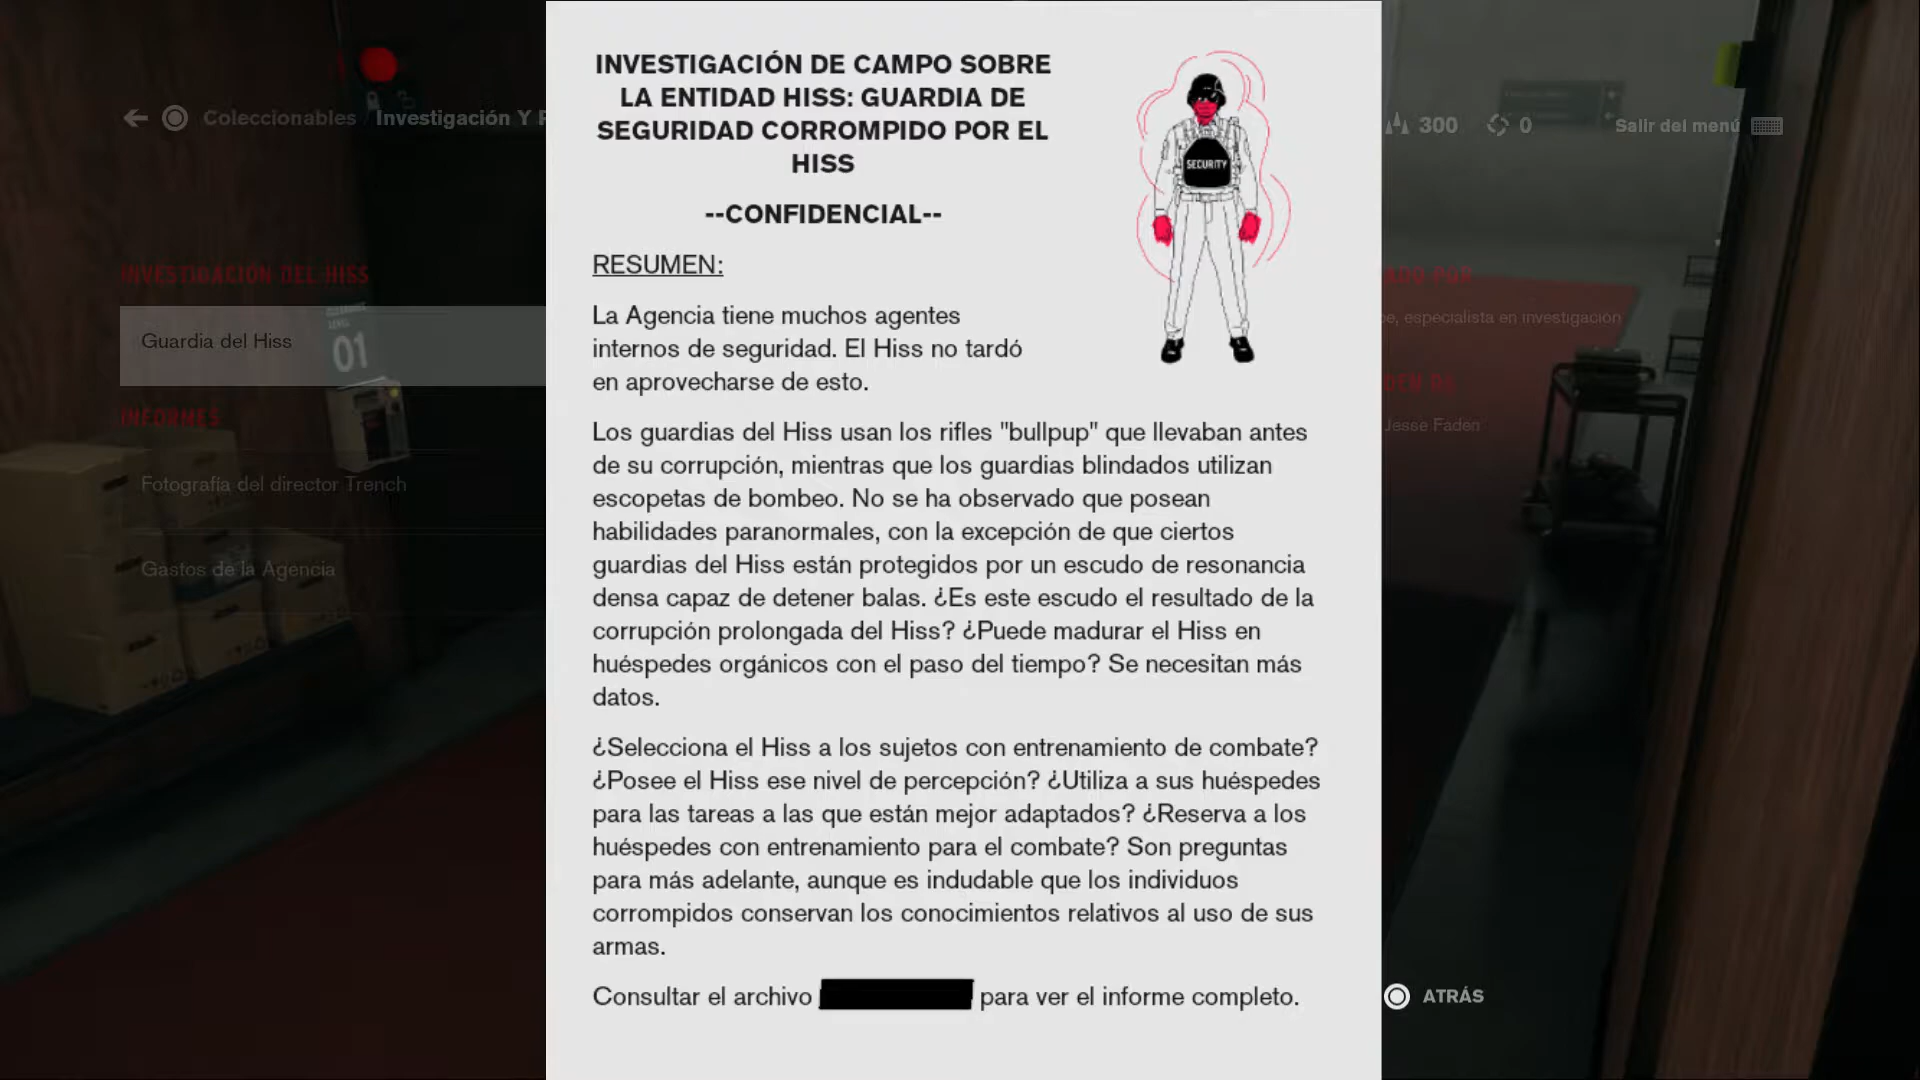 INVESTIGACIÓN DE CAMPO SOBRE
LA ENTIDAD HISS: GUARDIA DE
SEGURIDAD CORROMPIDO POR EL
HISS
--CONFIDENCIAL--
SECURITY
RESUMEN:
La Agencia tiene muchos agentes
internos de seguridad. El Hiss no tardó
en aprovecharse de esto.
Los guardias del Hiss usan los rifles "bullpup" que llevaban antes
de su corrupción, mientras que los guardias blindados utilizan
escopetas de bombeo. No se ha observado que posean
habilidades paranormales, con la excepción de que ciertos
guardias del Hiss están protegidos por un escudo de resonancia
densa capaz de detener balas. ¿Es este escudo el resultado de la
corrupción prolongada del Hiss? ¿Puede madurar el Hiss en
huéspedes orgánicos con el paso del tiempo? Se necesitan más
datos.
¿Selecciona el Hiss a los sujetos con entrenamiento de combate?
¿Posee el Hiss ese nivel de percepción? ¿Utiliza a sus huéspedes
para las tareas a las que están mejor adaptados? ¿Reserva a los
huéspedes con entrenamiento para el combate? Son preguntas
para más adelante, aunque es indudable que los individuos
corrompidos conservan los conocimientos relativos al uso de sus
armas.
Consultar el archivo para ver el informe completo.
Coleccionables Investigación Y
300 0 Salir del menú
INVESTIGACIÓN DEL HISS
Guardia del Hiss
01
INFORMES
Fotografía del director Trench
Gastos de la Agencia
especialista en investigación
Jesse Faden
ATRÁS